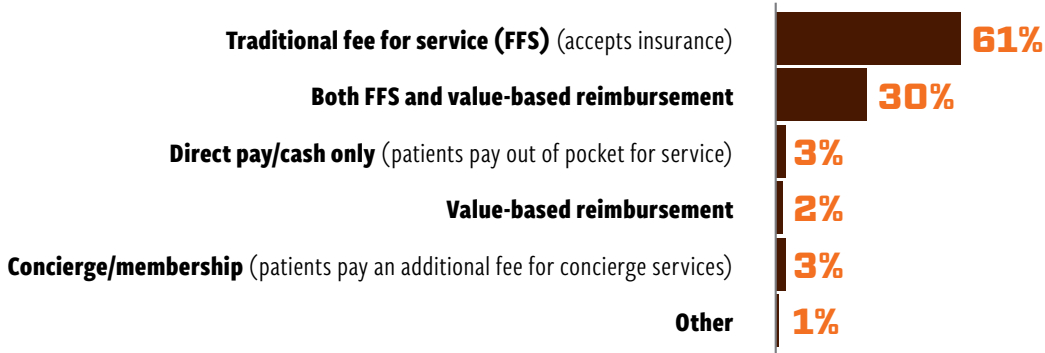 Traditional fee for service (FFS) (accepts insurance) 61%
Both FFS and value-based reimbursement 30%
Direct pay/cash only (patients pay out of pocket for service) 3%
Value-based reimbursement 2%
Concierge/membership (patients pay an additional fee for concierge services) 3%
Other 1%